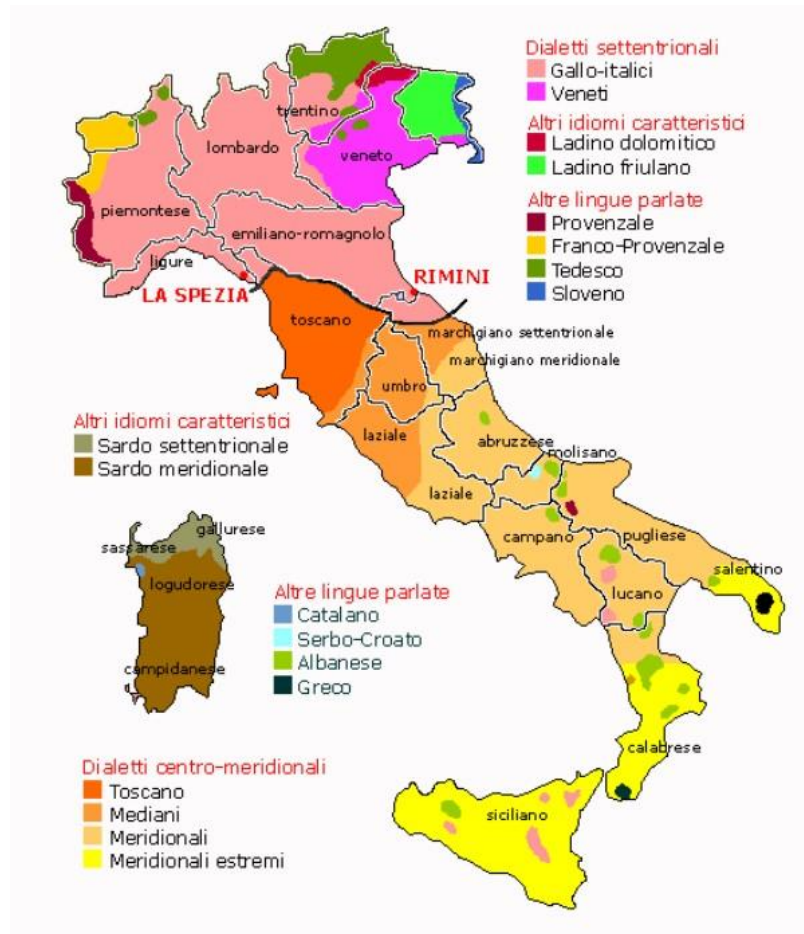 Dialetti settentrionali
Gallo-italici
Veneti
Altri idiomi caratteristici
Ladino dolomitico
Ladino friulano
Altre lingue parlate
Provenzale
Franco-Provenzale
Tedesco
Sloveno
trentino
lombardo
veneto
piemontese
emiliano-romagnolo
ligure
LA SPEZIA
RIMINI
toscano
marchigiano settentrionale
marchigiano meridionale
umbro
Altri idiomi caratteristici
Sardo settentrionale
Sardo meridionale
laziale
abruzzese
molisano
laziale
campano
pugliese
gallurese
sassarese
logudorese
campidanese
salentino
lucano
Altre lingue parlate
Catalano
Serbo-Croato
Albanese
Greco
calabrese
Dialetti centro-meridionali
Toscano
Mediani
Meridionali
Meridionali estremi
siciliano